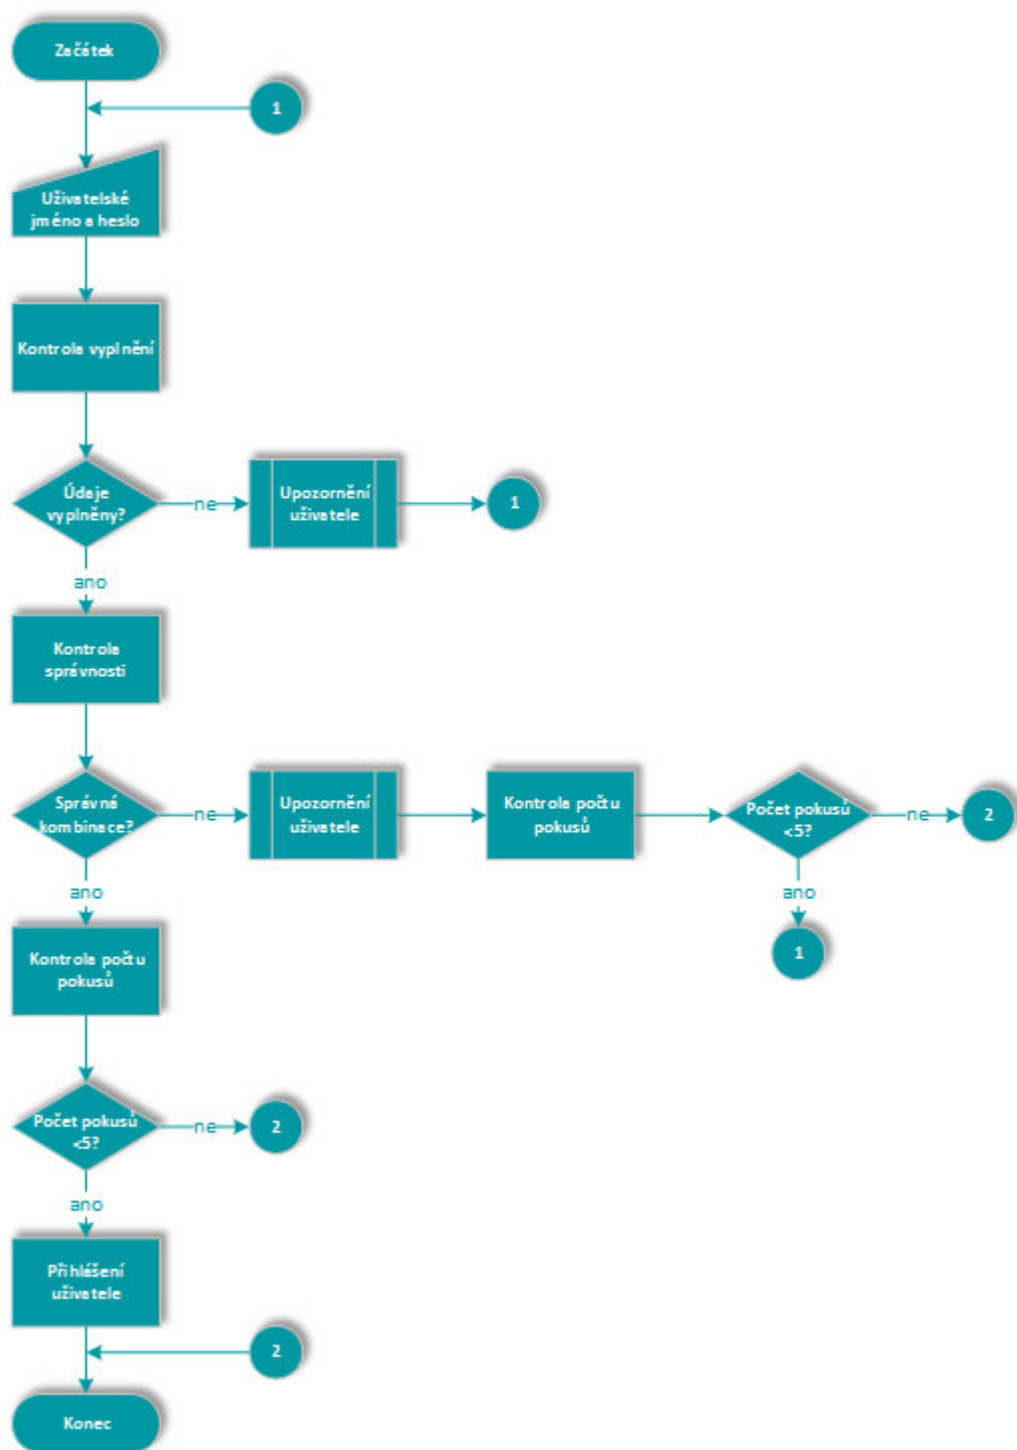 Začátek
1
Uživatelské
jméno a heslo
Kontrola vyplnění
Údaje
vyplněny?
ne
Upozornění
uživatele
1
ano
Kontrola
správnosti
Správná
kombinace?
ne
Upozornění
uživatele
Kontrola počtu
pokusů
Počet pokusů
<5?
ne
2
ano
1
ano
Kontrola počtu
pokusů
Počet pokusů
<5?
ne
2
ano
Přihlášení
uživatele
2
Konec